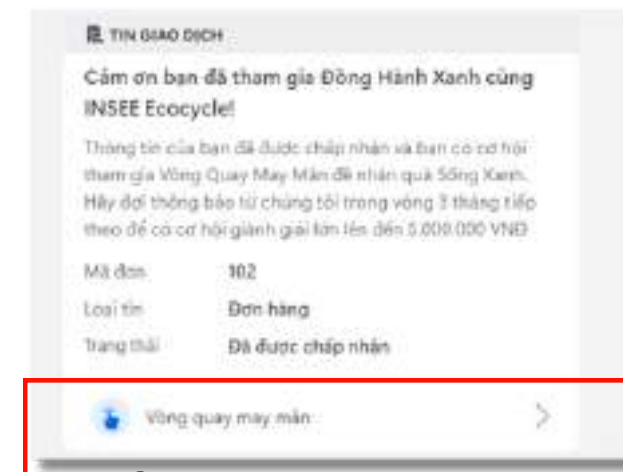 TIN GIAO DỊCH
Cảm ơn bạn đã tham gia Đồng Hành Xanh cùng
INSEE Ecocycle!
Thông tin của bạn đã được chấp nhận và bạn có cơ hội
tham gia Vòng Quay May Mắn để nhận quà Sống Xanh.
Hãy đợi thông báo từ chúng tôi trong vòng 3 tháng tiếp
theo để có cơ hội giành giải lớn lên đến 5.000.000 VNĐ
Mã đơn 102
Loại tin Đơn hàng
Trạng thái Đã được chấp nhận
Vòng quay may mắn